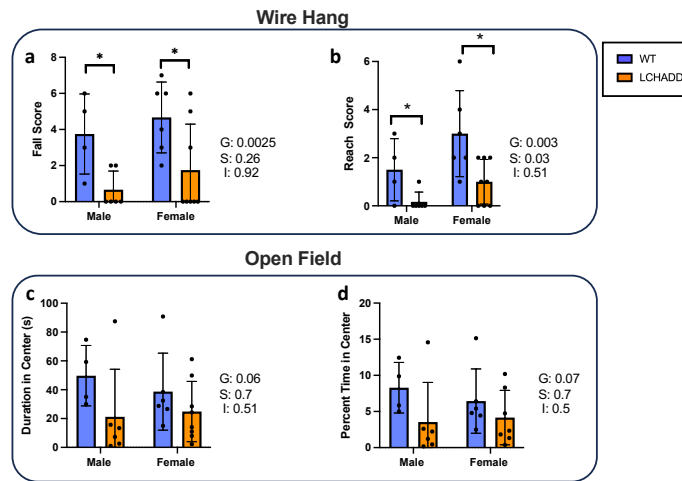 Wire Hang
a
Fall Score
8
6
4
2
0
*
*
Male
Female
G: 0.0025
S: 0.26
I: 0.92
b
Reach Score
6
4
2
0
*
*
Male
Female
G: 0.003
S: 0.03
I: 0.51
WT
LCHADD
Open Field
c
Duration in Center (s)
100
80
60
40
20
0
Male
Female
G: 0.06
S: 0.7
I: 0.51
d
Percent Time in Center
20
15
10
5
0
Male
Female
G: 0.07
S: 0.7
I: 0.5